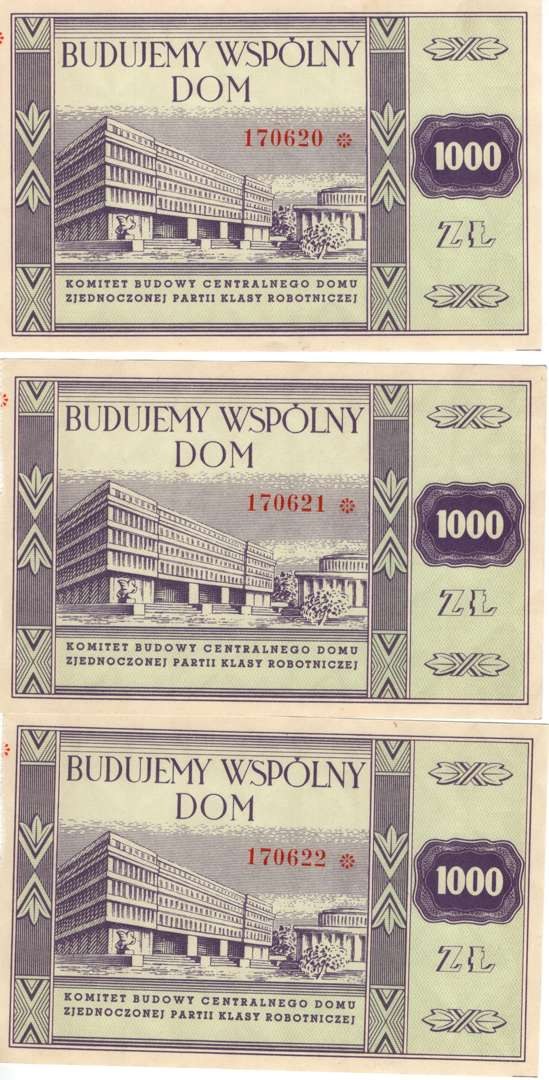 BUDUJEMY WSPÓLNY
DOM
170620
1000
ZŁ
KOMITET BUDOWY CENTRALNEGO DOMU
ZJEDNOCZONEJ PARTII KLASY ROBOTNICZEJ
BUDUJEMY WSPÓLNY
DOM
170621
1000
ZŁ
KOMITET BUDOWY CENTRALNEGO DOMU
ZJEDNOCZONEJ PARTII KLASY ROBOTNICZEJ
BUDUJEMY WSPÓLNY
DOM
170622
1000
ZŁ
KOMITET BUDOWY CENTRALNEGO DOMU
ZJEDNOCZONEJ PARTII KLASY ROBOTNICZEJ